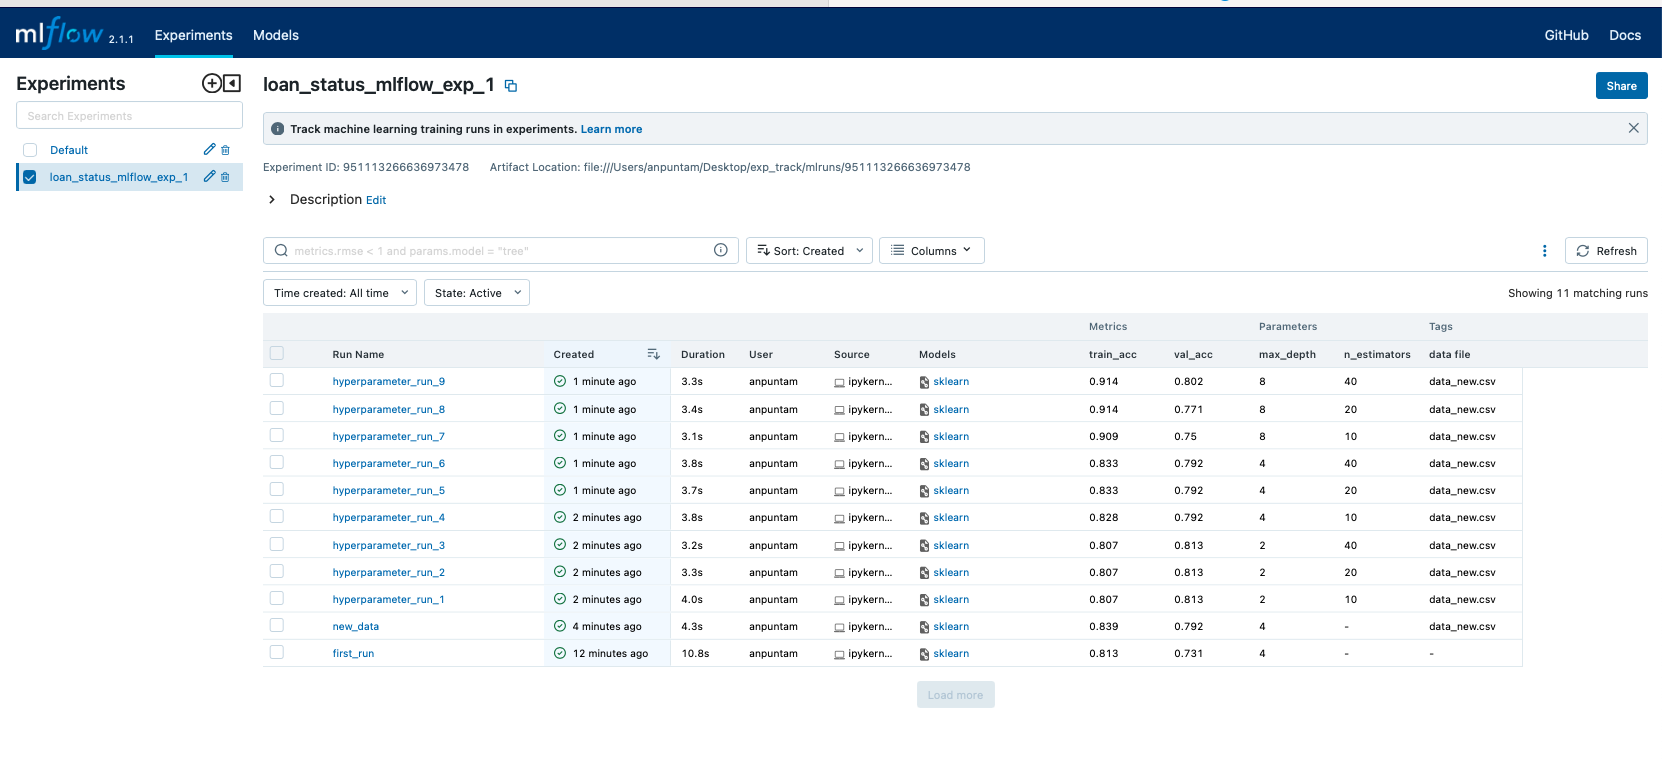 mlflow 2.1.1 Experiments Models GitHub Docs
Experiments
Search Experiments
Default
loan_status_mlflow_exp_1
loan_status_mlflow_exp_1 Share
Track machine learning training runs in experiments. Learn more
Experiment ID: 951113266636973478 Artifact Location: file:///Users/anpuntam/Desktop/exp_track/mlruns/951113266636973478
Description Edit
metrics.rmse < 1 and params.model = "tree" Sort: Created Columns Refresh
Time created: All time State: Active Showing 11 matching runs
Metrics Parameters Tags
Run Name Created Duration User Source Models train_acc val_acc max_depth n_estimators data file
hyperparameter_run_9 1 minute ago 3.3s anpuntam ipykern... sklearn 0.914 0.802 8 40 data_new.csv
hyperparameter_run_8 1 minute ago 3.4s anpuntam ipykern... sklearn 0.914 0.771 8 20 data_new.csv
hyperparameter_run_7 1 minute ago 3.1s anpuntam ipykern... sklearn 0.909 0.75 8 10 data_new.csv
hyperparameter_run_6 1 minute ago 3.8s anpuntam ipykern... sklearn 0.833 0.792 4 40 data_new.csv
hyperparameter_run_5 1 minute ago 3.7s anpuntam ipykern... sklearn 0.833 0.792 4 20 data_new.csv
hyperparameter_run_4 2 minutes ago 3.8s anpuntam ipykern... sklearn 0.828 0.792 4 10 data_new.csv
hyperparameter_run_3 2 minutes ago 3.2s anpuntam ipykern... sklearn 0.807 0.813 2 40 data_new.csv
hyperparameter_run_2 2 minutes ago 3.3s anpuntam ipykern... sklearn 0.807 0.813 2 20 data_new.csv
hyperparameter_run_1 2 minutes ago 4.0s anpuntam ipykern... sklearn 0.807 0.813 2 10 data_new.csv
new_data 4 minutes ago 4.3s anpuntam ipykern... sklearn 0.839 0.792 4 - data_new.csv
first_run 12 minutes ago 10.8s anpuntam ipykern... sklearn 0.813 0.731 4 - -
Load more